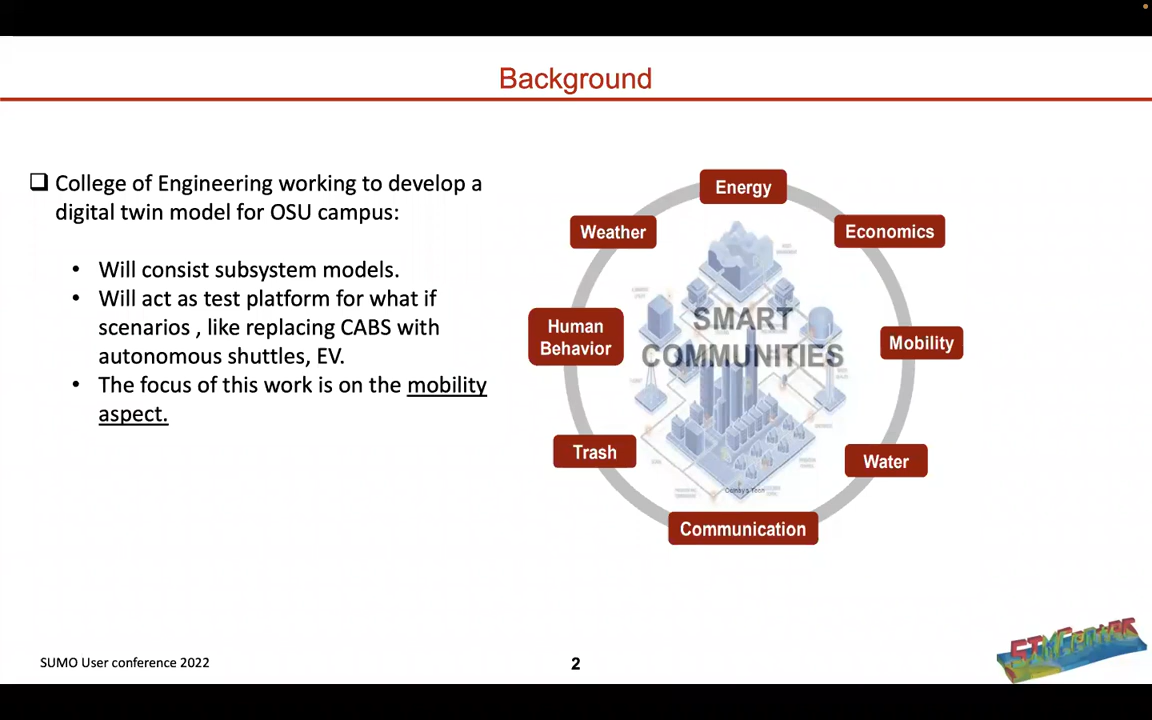 Background
❑ College of Engineering working to develop a
digital twin model for OSU campus:
• Will consist subsystem models.
• Will act as test platform for what if
scenarios , like replacing CABS with
autonomous shuttles, EV.
• The focus of this work is on the mobility
aspect.
Energy
Weather
Economics
SMART
COMMUNITIES
Human
Behavior
Mobility
Trash
Water
Communication
SUMO User conference 2022
2
SIMCenter